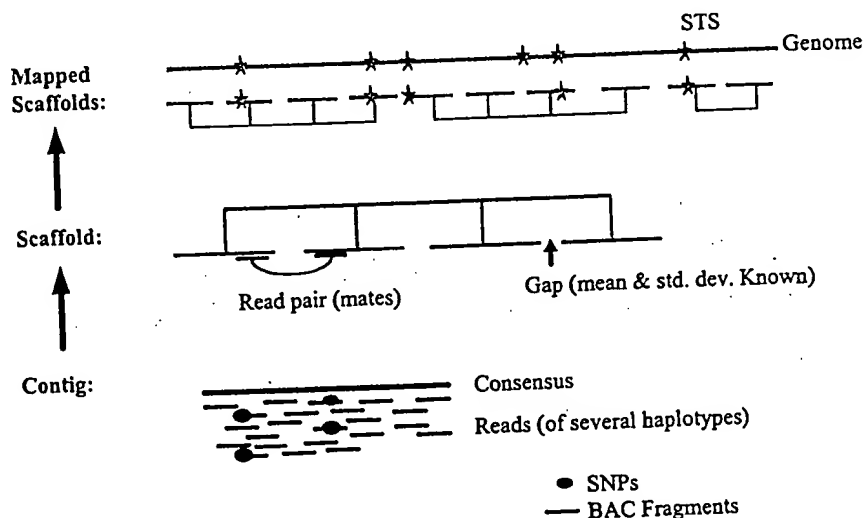 STS
Genome
Mapped
Scaffolds:
Scaffold:
Read pair (mates)
Gap (mean & std. dev. Known)
Contig:
Consensus
Reads (of several haplotypes)
SNPs
BAC Fragments